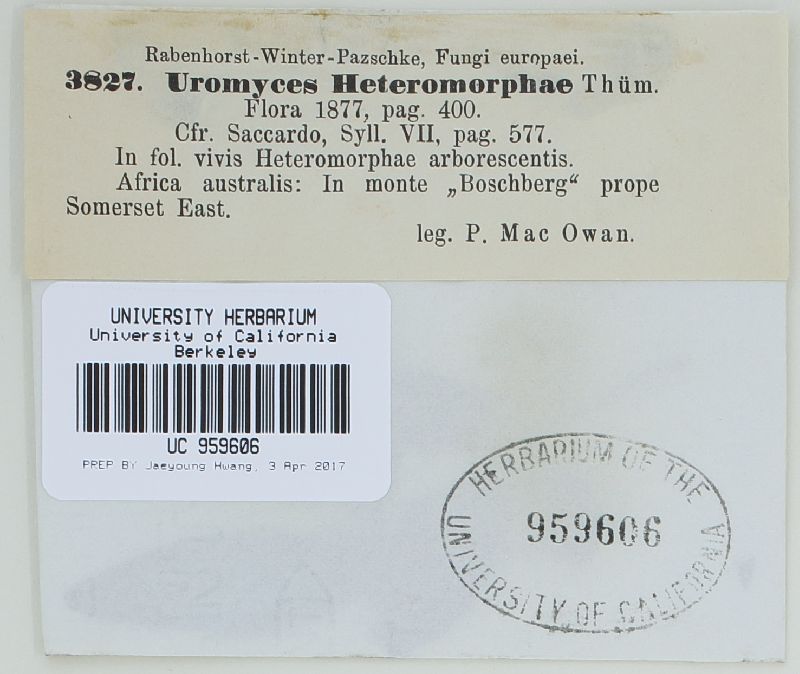 Rabenhorst-Winter-Pazschke, Fungi europaei.
3827. Uromyces Heteromorphae Thüm.
Flora 1877, pag. 400.
Cfr. Saccardo, Syll. VII, pag. 577.
In fol. vivis Heteromorphae arborescentis.
Africa australis: In monte „Boschberg“ prope
Somerset East.
leg. P. Mac Owan.
UNIVERSITY HERBARIUM
University of California
Berkeley
UC 959606
PREP BY Jaeyoung Hwang, 3 Apr 2017
HERBARIUM OF THE
959606
UNIVERSITY OF CALIFORNIA